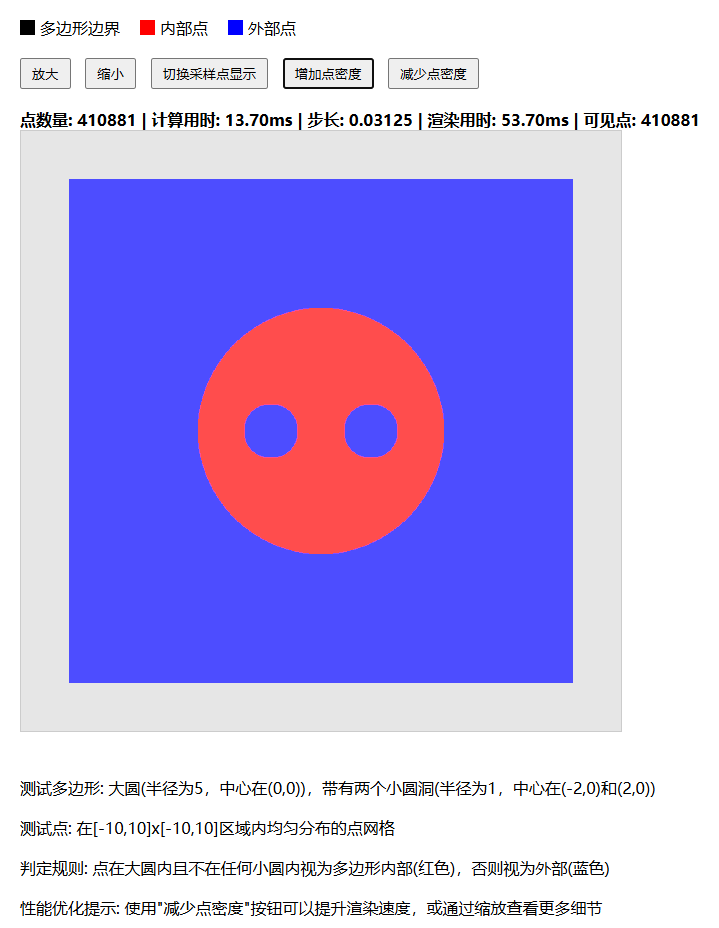 多边形边界 内部点 外部点
放大 缩小 切换采样点显示 增加点密度 减少点密度
点数量: 410881 | 计算用时: 13.70ms | 步长: 0.03125 | 渲染用时: 53.70ms | 可见点: 410881
测试多边形: 大圆(半径为5，中心在(0,0))，带有两个小圆洞(半径为1，中心在(-2,0)和(2,0))
测试点: 在[-10,10]x[-10,10]区域内均匀分布的点网格
判定规则: 点在大圆内且不在任何小圆内视为多边形内部(红色)，否则视为外部(蓝色)
性能优化提示: 使用"减少点密度"按钮可以提升渲染速度，或通过缩放查看更多细节